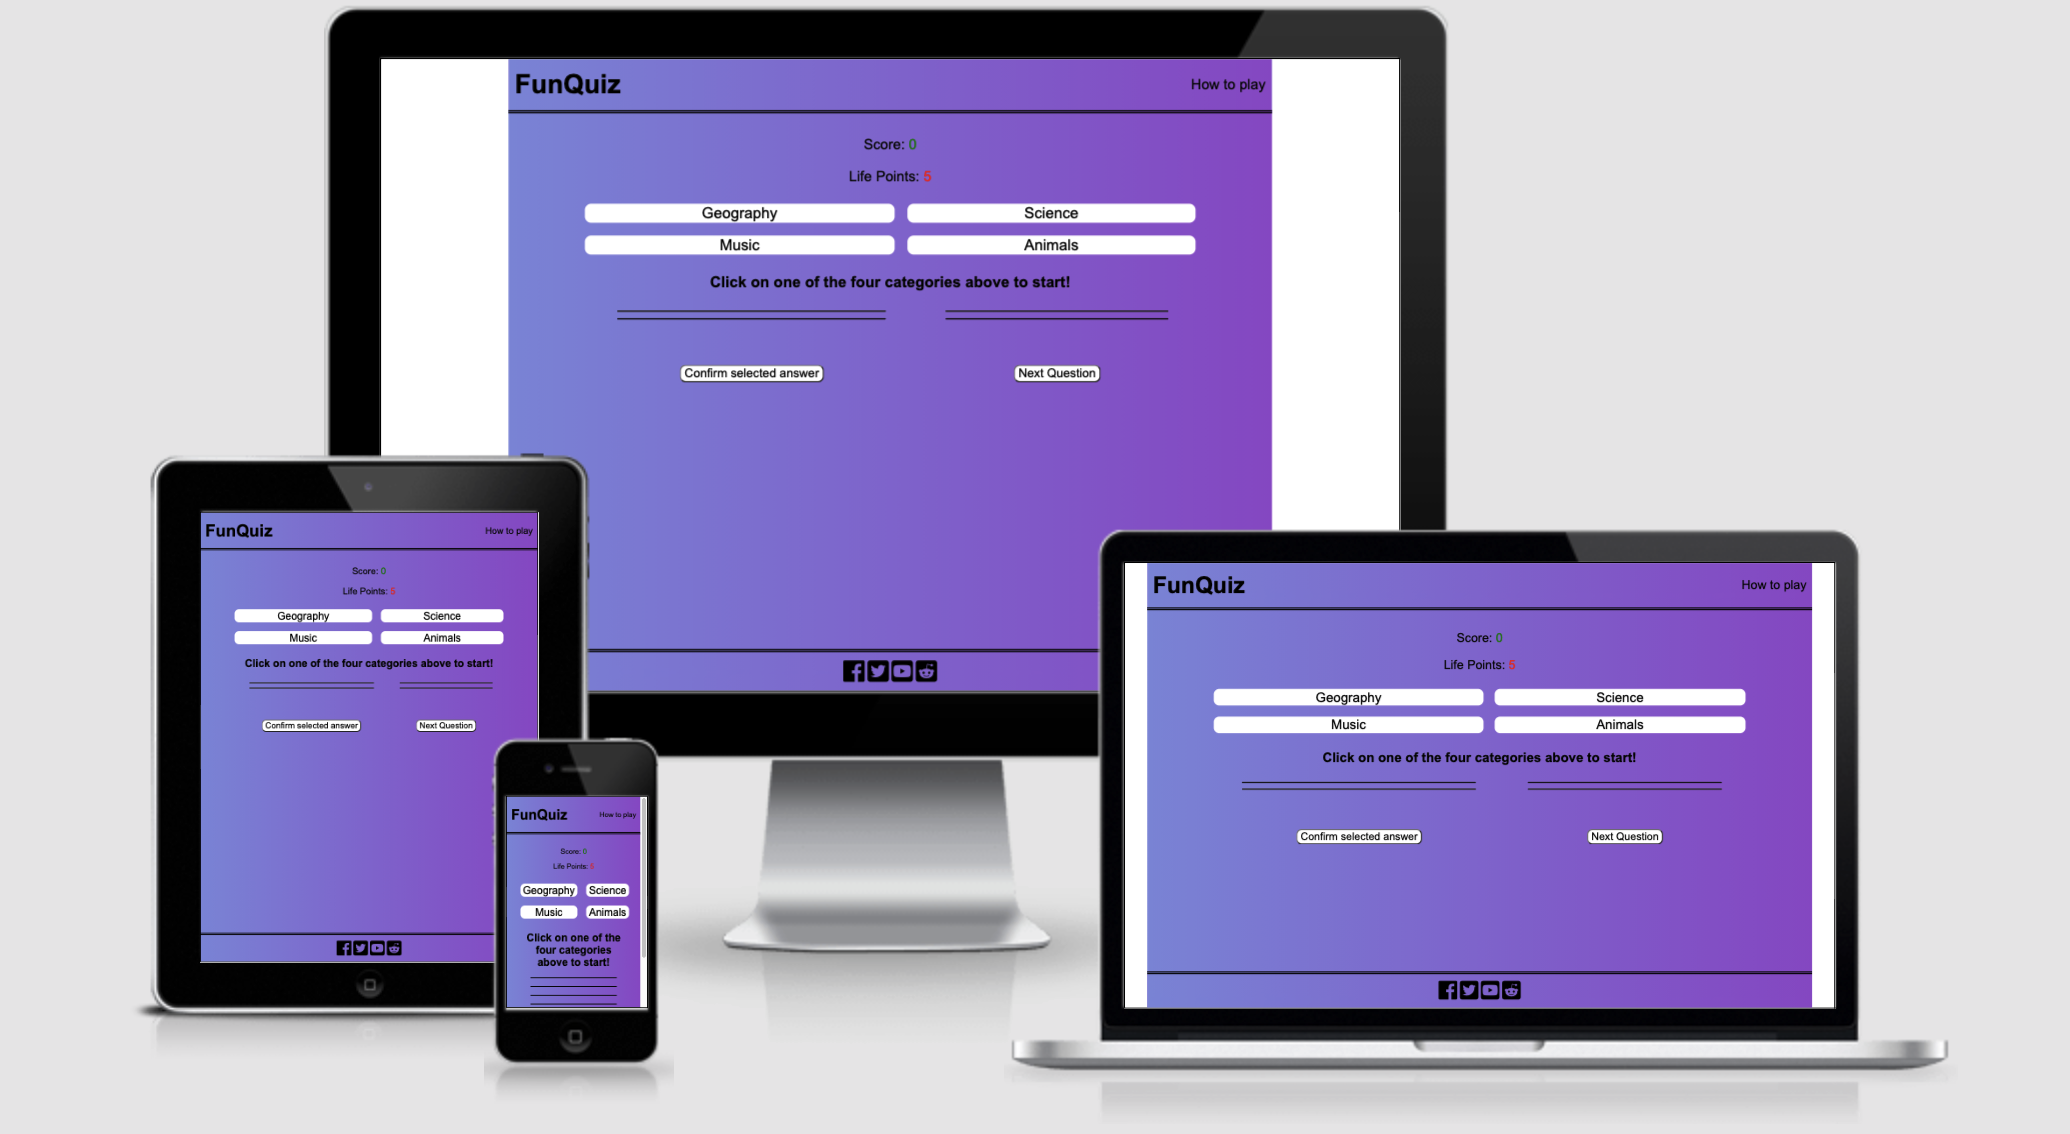 FunQuiz How to play
Score: 0
Life Points: 5
Geography Science
Music Animals
Click on one of the four categories above to start!
Confirm selected answer Next Question
FunQuiz How to play
Score: 0
Life Points: 5
Geography Science
Music Animals
Click on one of the four categories above to start!
Confirm selected answer Next Question
FunQuiz How to play
Score: 0
Life Points: 5
Geography Science
Music Animals
Click on one of the
four categories
above to start!
FunQuiz How to play
Score: 0
Life Points: 5
Geography Science
Music Animals
Click on one of the four categories above to start!
Confirm selected answer Next Question